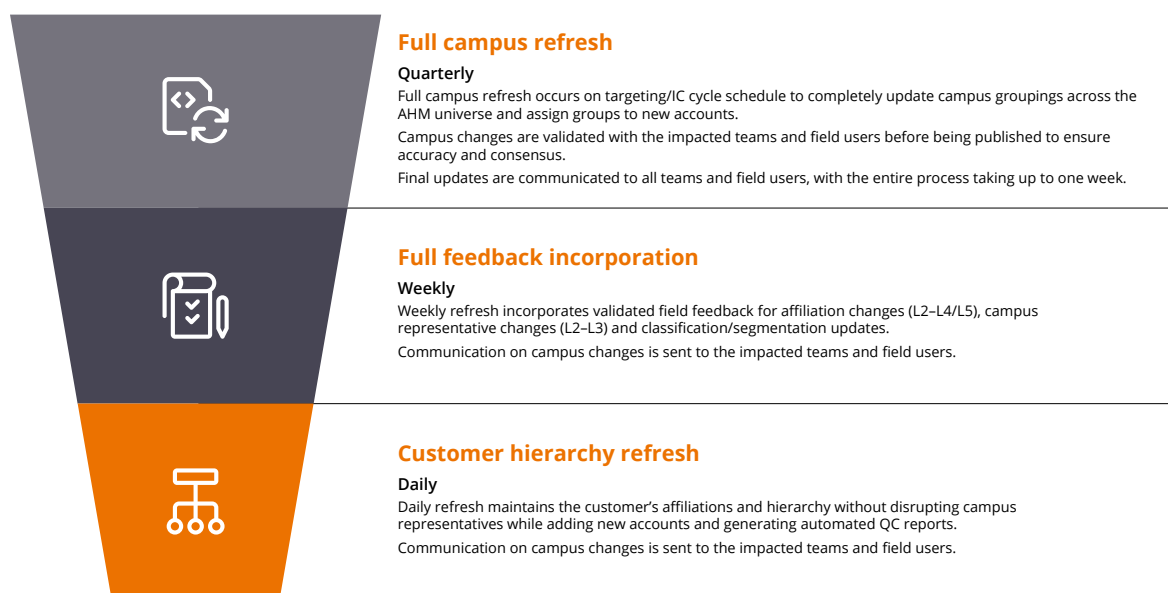 Full campus refresh
Quarterly
Full campus refresh occurs on targeting/IC cycle schedule to completely update campus groupings across the
AHM universe and assign groups to new accounts.
Campus changes are validated with the impacted teams and field users before being published to ensure
accuracy and consensus.
Final updates are communicated to all teams and field users, with the entire process taking up to one week.
Full feedback incorporation
Weekly
Weekly refresh incorporates validated field feedback for affiliation changes (L2–L4/L5), campus
representative changes (L2–L3) and classification/segmentation updates.
Communication on campus changes is sent to the impacted teams and field users.
Customer hierarchy refresh
Daily
Daily refresh maintains the customer’s affiliations and hierarchy without disrupting campus
representatives while adding new accounts and generating automated QC reports.
Communication on campus changes is sent to the impacted teams and field users.